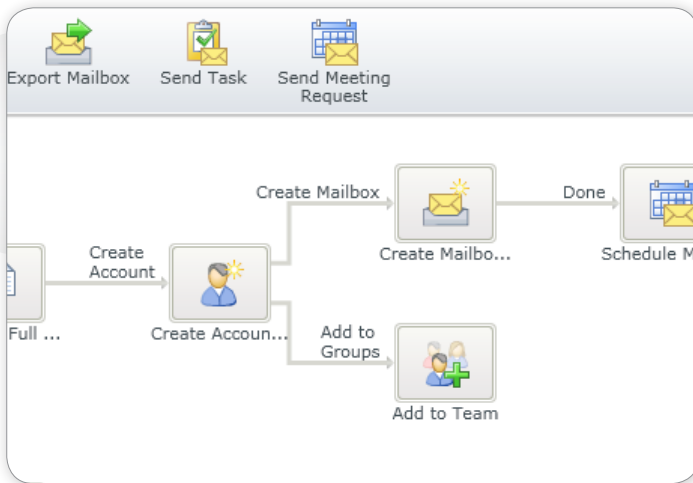 Export Mailbox
Send Task
Send Meeting
Request
Create Mailbox
Done
Create Mailbo...
Schedule M
Create
Account
Full ...
Create Accoun...
Add to
Groups
Add to Team